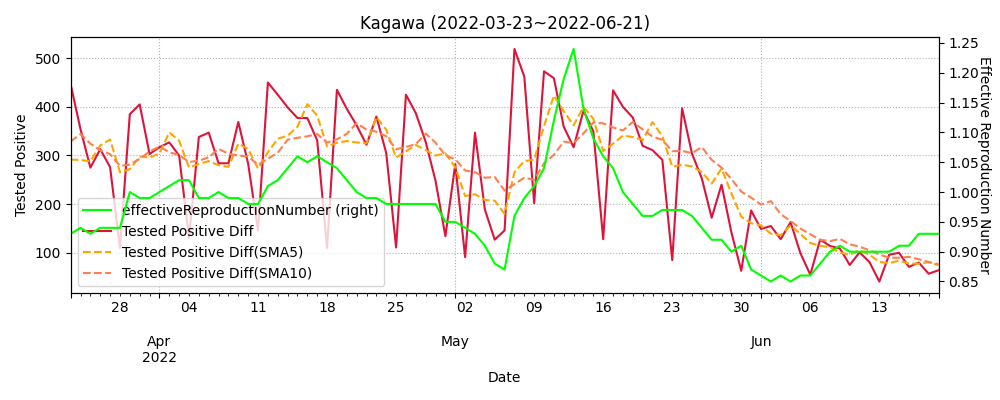 Kagawa (2022-03-23~2022-06-21)
Tested Positive
500
400
300
200
100
1.25
1.20
1.15
1.10
1.05
1.00
0.95
0.90
0.85
Effective Reproduction Number
effectiveReproductionNumber (right)
Tested Positive Diff
Tested Positive Diff(SMA5)
Tested Positive Diff(SMA10)
28 04 11 18 25 02 09 16 23 30 06 13
Apr May Jun
2022
Date